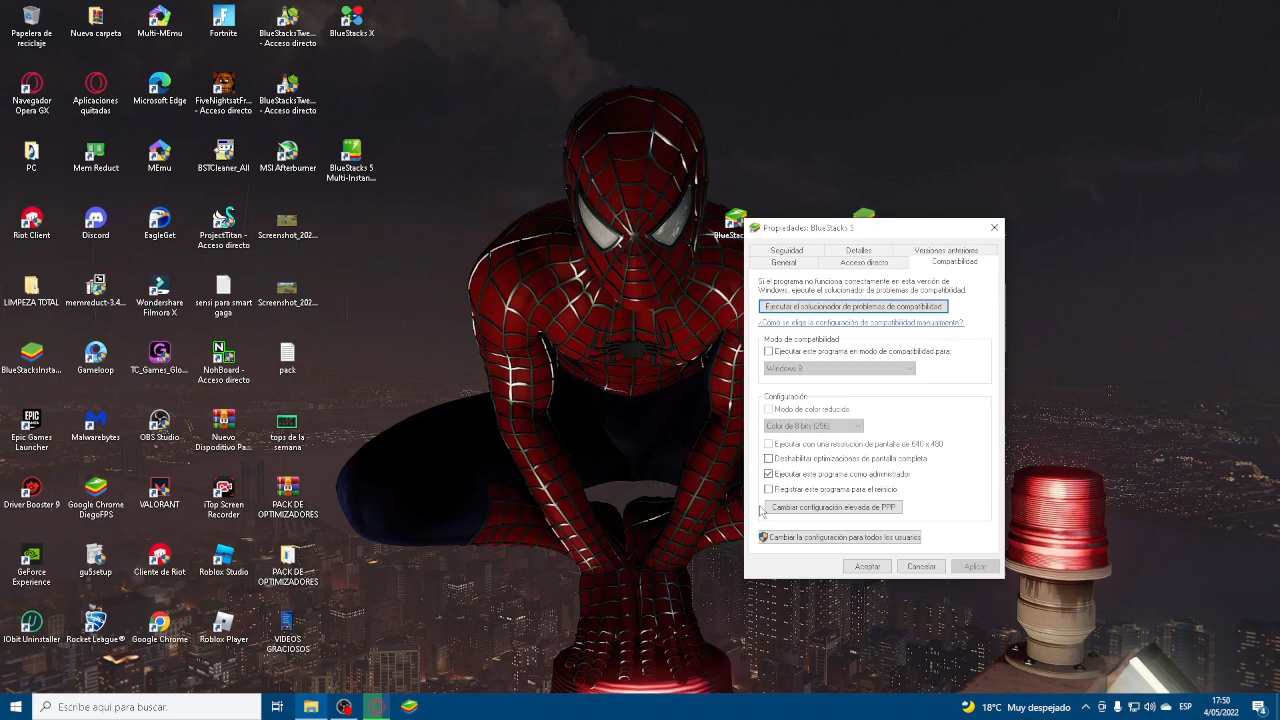 Papelera de
reciclaje
Nueva carpeta
Multi-MEmu
Fortnite
BlueStacksTwe...
- Acceso directo
BlueStacks X
Navegador
Opera GX
Aplicaciones
quitadas
Microsoft Edge
FiveNightsatFr...
- Acceso directo
BlueStacksTwe...
- Acceso directo
PC
Mem Reduct
MEmu
BSTCleaner_All
MSI Afterburner
BlueStacks 5
Multi-Instan...
Riot Client
Discord
EagleGet
ProjectTitan -
Acceso directo
Screenshot_202...
LIMPEZA TOTAL
memreduct-3.4...
Wondershare
Filmora X
sensi para smart
gaga
Screenshot_202...
BlueStacksInsta...
Gameloop
TC_Games_Glo...
NohBoard -
Acceso directo
pack
Epic Games
Launcher
Malwarebytes
OBS Studio
Nuevo
Dispositivo Pa...
tops de la
semana
Driver Booster 9
Google Chrome
DiegoFPS
VALORANT
iTop Screen
Recorder
PACK DE
OPTIMIZADORES
GeForce
Experience
gu5setup
Cliente de Riot
Roblox Studio
PACK DE
OPTIMIZADORES
IObit Uninstaller
Rocket League®
Google Chrome
Roblox Player
VIDEOS
GRACIOSOS
BlueStac
Propiedades: BlueStacks 5
Seguridad
Detalles
Versiones anteriores
General
Acceso directo
Compatibilidad
Si el programa no funciona correctamente en esta versión de
Windows, ejecute el solucionador de problemas de compatibilidad.
Ejecutar el solucionador de problemas de compatibilidad
¿Cómo se elige la configuración de compatibilidad manualmente?
Modo de compatibilidad
Ejecutar este programa en modo de compatibilidad para:
Windows 8
Configuración
Modo de color reducido
Color de 8 bits (256)
Ejecutar con una resolución de pantalla de 640 x 480
Deshabilitar optimizaciones de pantalla completa
Ejecutar este programa como administrador
Registrar este programa para el reinicio
Cambiar configuración elevada de PPP
Cambiar la configuración para todos los usuarios
Aceptar
Cancelar
Aplicar
Escribe aquí para buscar.
18°C Muy despejado
ESP
17:50
4/05/2022
4